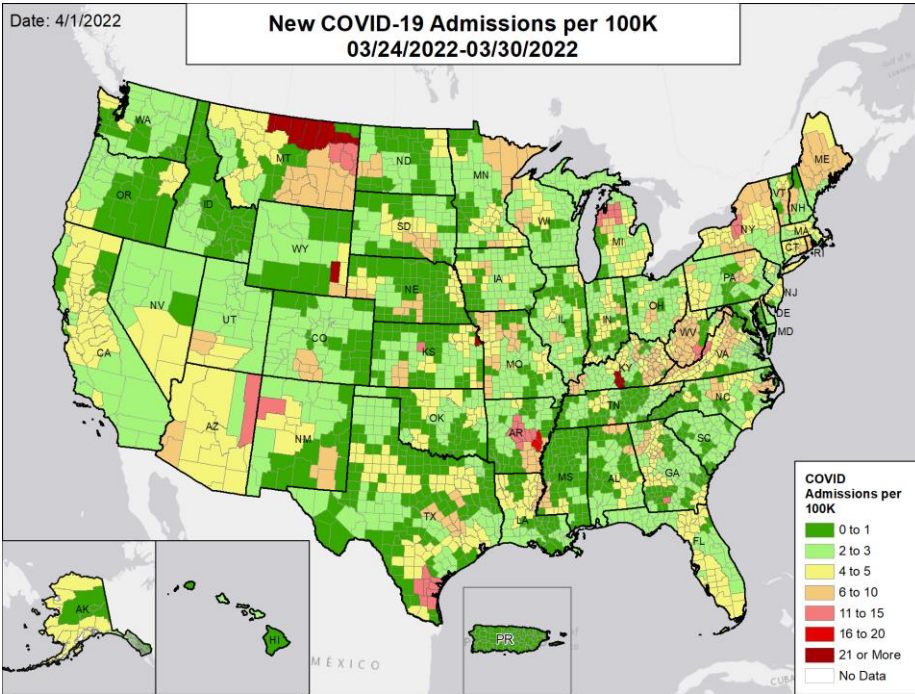 Date: 4/1/2022
New COVID-19 Admissions per 100K
03/24/2022-03/30/2022
WA
MT
ND
MN
ME
OR
ID
WY
SD
WI
MI
VT
NH
NY
MA
CT
RI
NV
UT
CO
NE
IA
IL
IN
OH
PA
NJ
DE
MD
WV
VA
CA
KS
MO
KY
AZ
NM
OK
AR
TN
NC
SC
TX
LA
MS
AL
GA
FL
AK
HI
PR
MÉXICO
CUBA
COVID
Admissions per
100K
0 to 1
2 to 3
4 to 5
6 to 10
11 to 15
16 to 20
21 or More
No Data